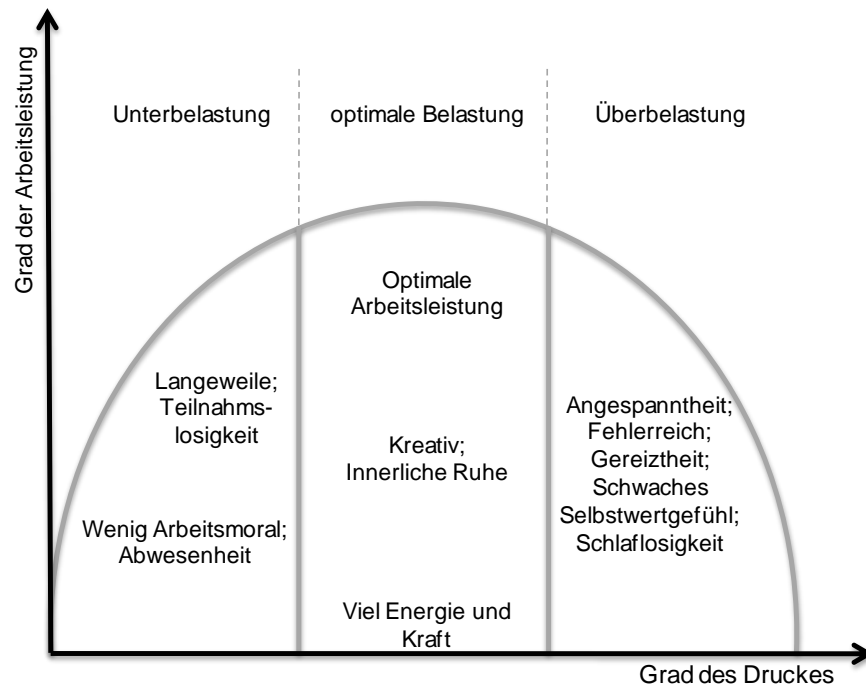 Grad der Arbeitsleistung
Unterbelastung
optimale Belastung
Überbelastung
Optimale
Arbeitsleistung
Langeweile;
Teilnahms-
losigkeit
Wenig Arbeitsmoral;
Abwesenheit
Kreativ;
Innerliche Ruhe
Viel Energie und
Kraft
Angespanntheit;
Fehlerreich;
Gereiztheit;
Schwaches
Selbstwertgefühl;
Schlaflosigkeit
Grad des Druckes